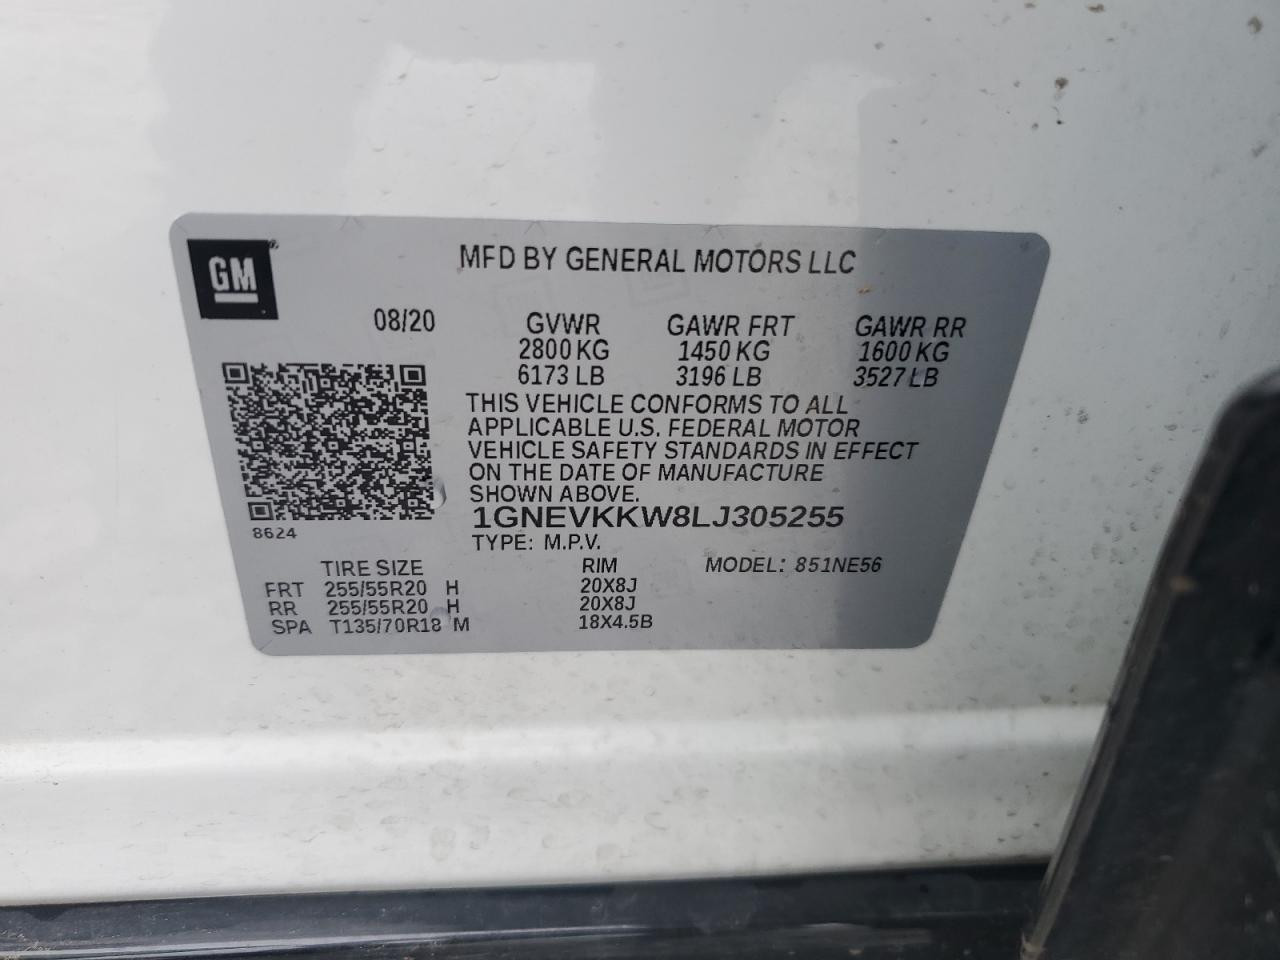 GM®
MFD BY GENERAL MOTORS LLC
08/20 GVWR GAWR FRT GAWR RR
2800 KG 1450 KG 1600 KG
6173 LB 3196 LB 3527 LB
THIS VEHICLE CONFORMS TO ALL
APPLICABLE U.S. FEDERAL MOTOR
VEHICLE SAFETY STANDARDS IN EFFECT
ON THE DATE OF MANUFACTURE
SHOWN ABOVE.
1GNEVKKW8LJ305255
8624
TYPE: M.P.V.
TIRE SIZE RIM MODEL: 851NE56
FRT 255/55R20 H 20X8J
RR 255/55R20 H 20X8J
SPA T135/70R18 M 18X4.5B